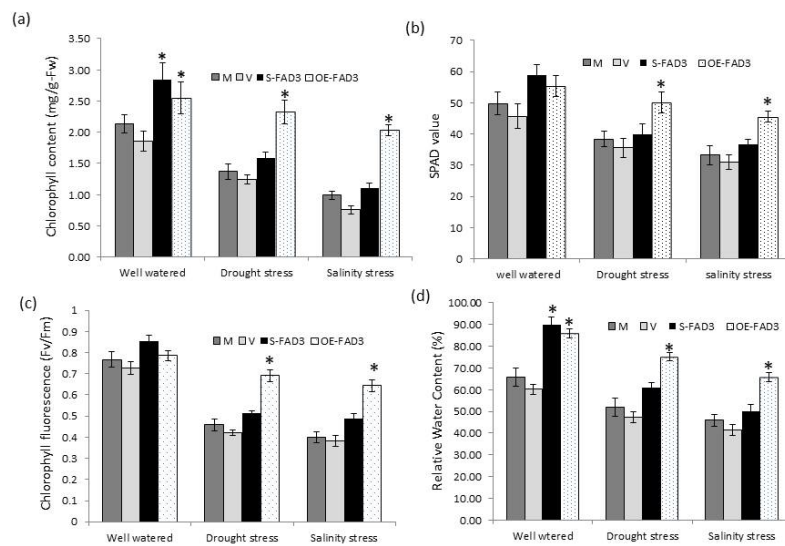 (a)
Chlorophyll content (mg/g-Fw)
3.50
3.00
2.50
2.00
1.50
1.00
0.50
0.00
M V S-FAD3 OE-FAD3
* * * *
Well watered Drought stress Salinity stress
(b)
SPAD value
70
60
50
40
30
20
10
0
M V S-FAD3 OE-FAD3
* *
well watered Drought stress salinity stress
(c)
Chlorophyll fluorescence (Fv/Fm)
1
0.9
0.8
0.7
0.6
0.5
0.4
0.3
0.2
0.1
0
M V S-FAD3 OE-FAD3
* *
Well watered Drought stress Salinity stress
(d)
Relative Water Content (%)
100.00
90.00
80.00
70.00
60.00
50.00
40.00
30.00
20.00
10.00
0.00
M V S-FAD3 OE-FAD3
* * * *
Well wtered Drought stress Salinity stress